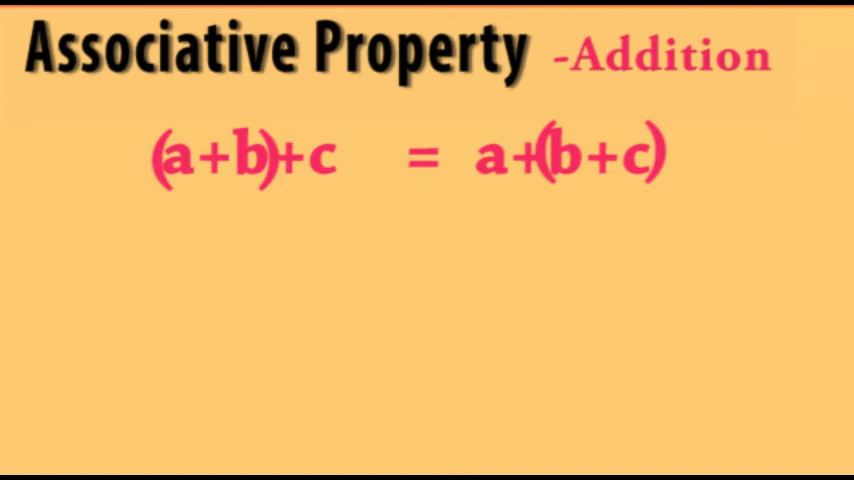 Associative Property -Addition
(a+b)+c = a+(b+c)